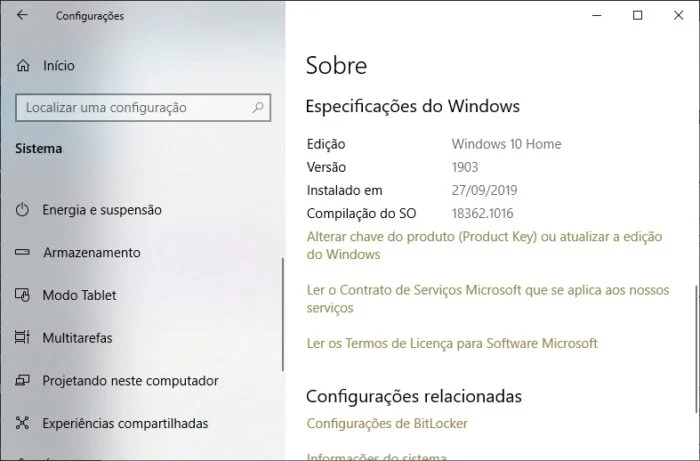 Configurações
Início
Localizar uma configuração
Sistema
Energia e suspensão
Armazenamento
Modo Tablet
Multitarefas
Projetando neste computador
Experiências compartilhadas
Sobre
Especificações do Windows
Edição Windows 10 Home
Versão 1903
Instalado em 27/09/2019
Compilação do SO 18362.1016
Alterar chave do produto (Product Key) ou atualizar a edição
do Windows
Ler o Contrato de Serviços Microsoft que se aplica aos nossos
serviços
Ler os Termos de Licença para Software Microsoft
Configurações relacionadas
Configurações de BitLocker
Informações do sistema